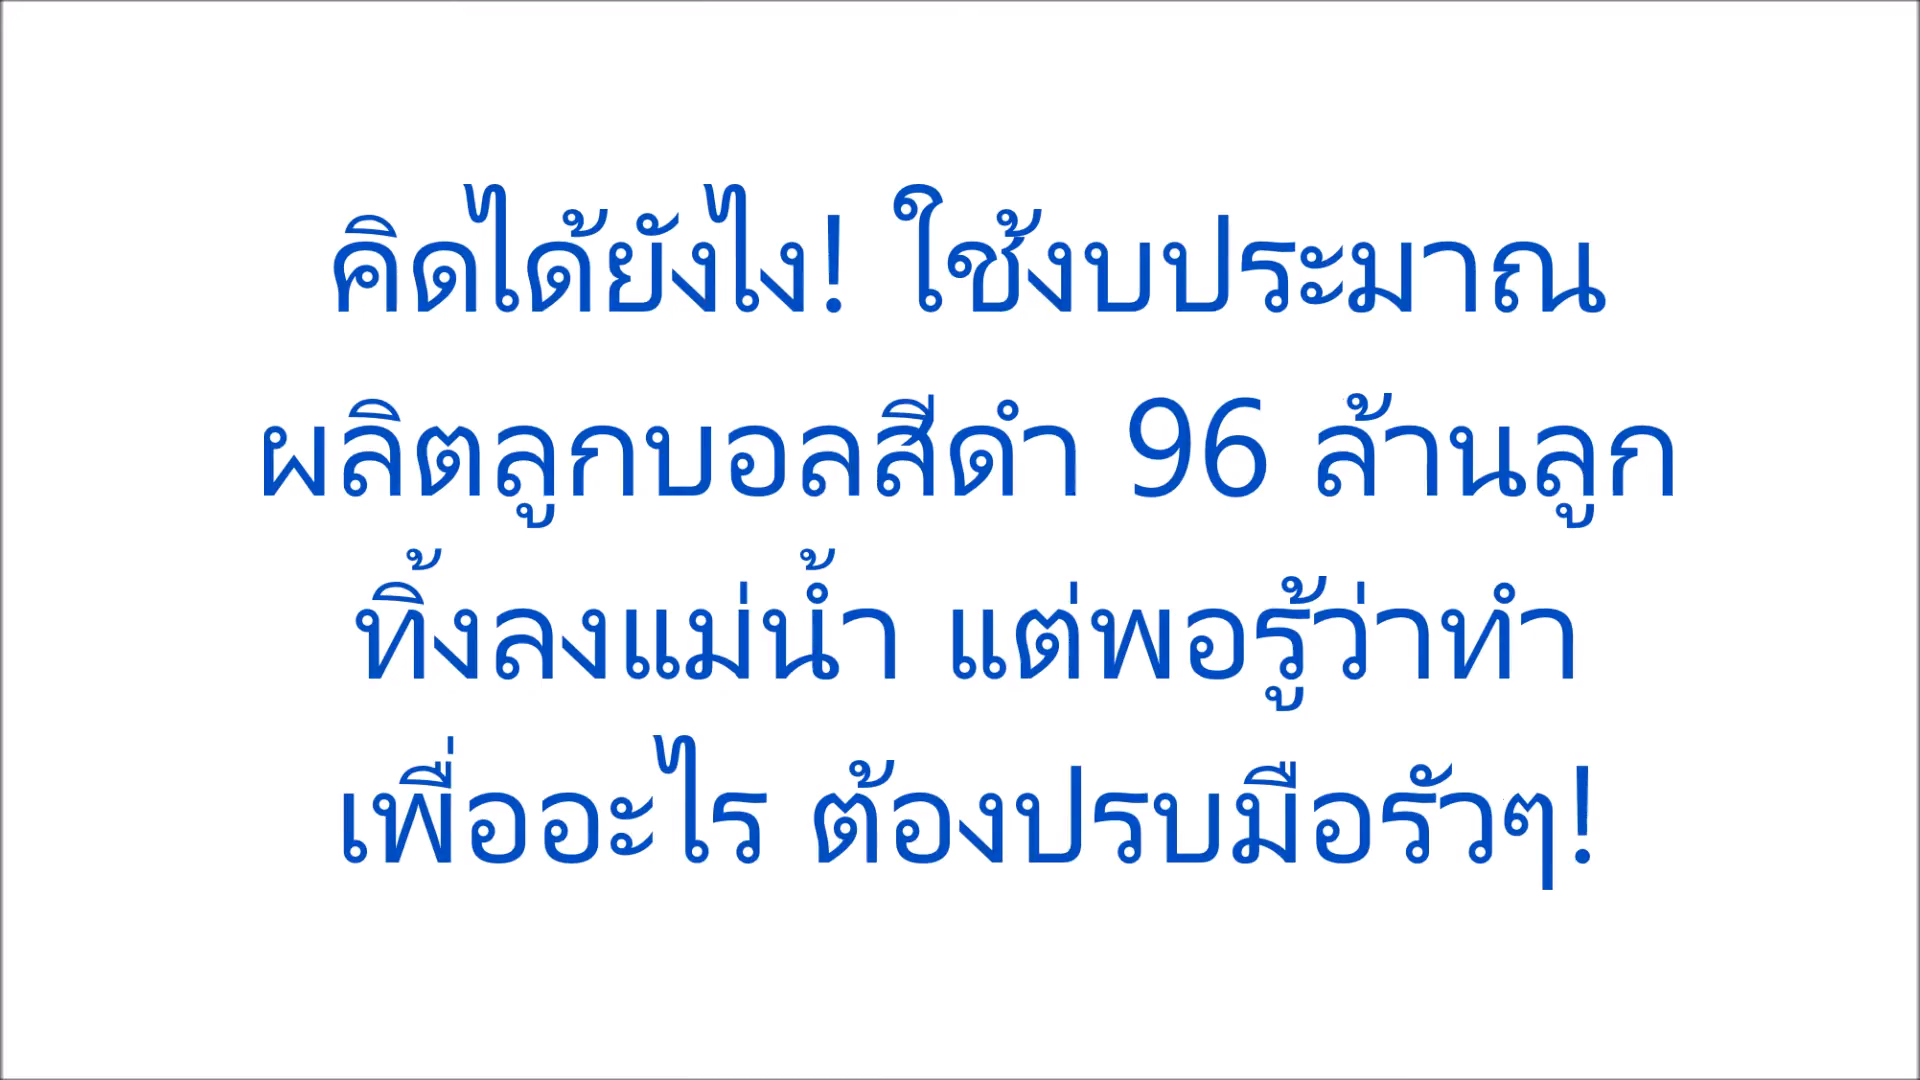 คิดได้ยังไง! ใช้งบประมาณ
ผลิตลูกบอลสีดำ 96 ล้านลูก
ทิ้งลงแม่น้ำ แต่พอรู้ว่าทำ
เพื่ออะไร ต้องปรบมือรัวๆ!